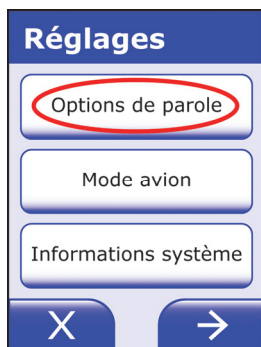 Réglages
Options de parole
Mode avion
Informations système
X →